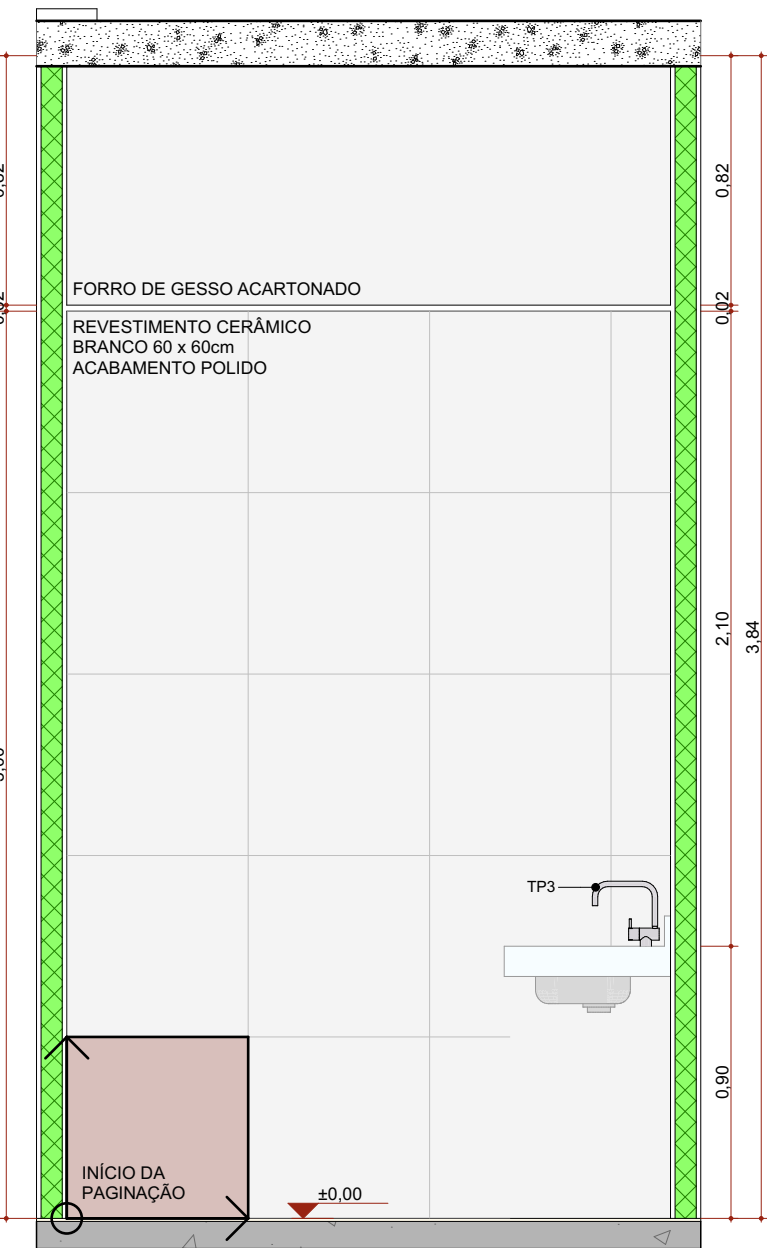 0,82
FORRO DE GESSO ACARTONADO
0,02
REVESTIMENTO CERÂMICO
BRANCO 60 x 60cm
ACABAMENTO POLIDO
2,10
3,84
TP3
0,90
INÍCIO DA
PAGINAÇÃO
±0,00